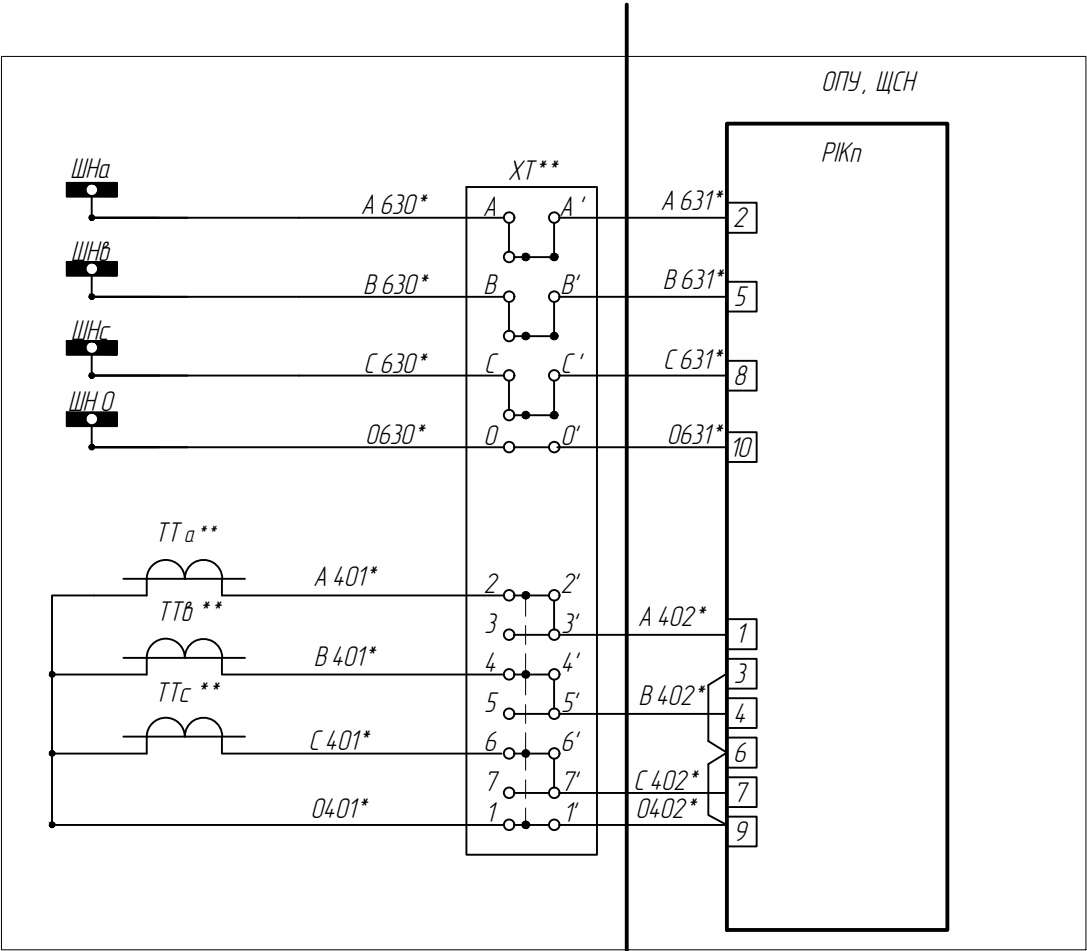 ОПУ, ЩСН
PIKп
XT**
ШНа
A 630*
A
A'
A 631*
2
ШНв
B 630*
B
B'
B 631*
5
ШНс
C 630*
C
C'
C 631*
8
ШН 0
0630*
0
0'
0631*
10
ТТа**
A 401*
2
2'
3
3'
A 402*
1
ТТв**
B 401*
4
4'
3
5
5'
B 402*
4
ТТс**
C 401*
6
6'
6
7
7'
C 402*
7
0401*
1
1'
0402*
9